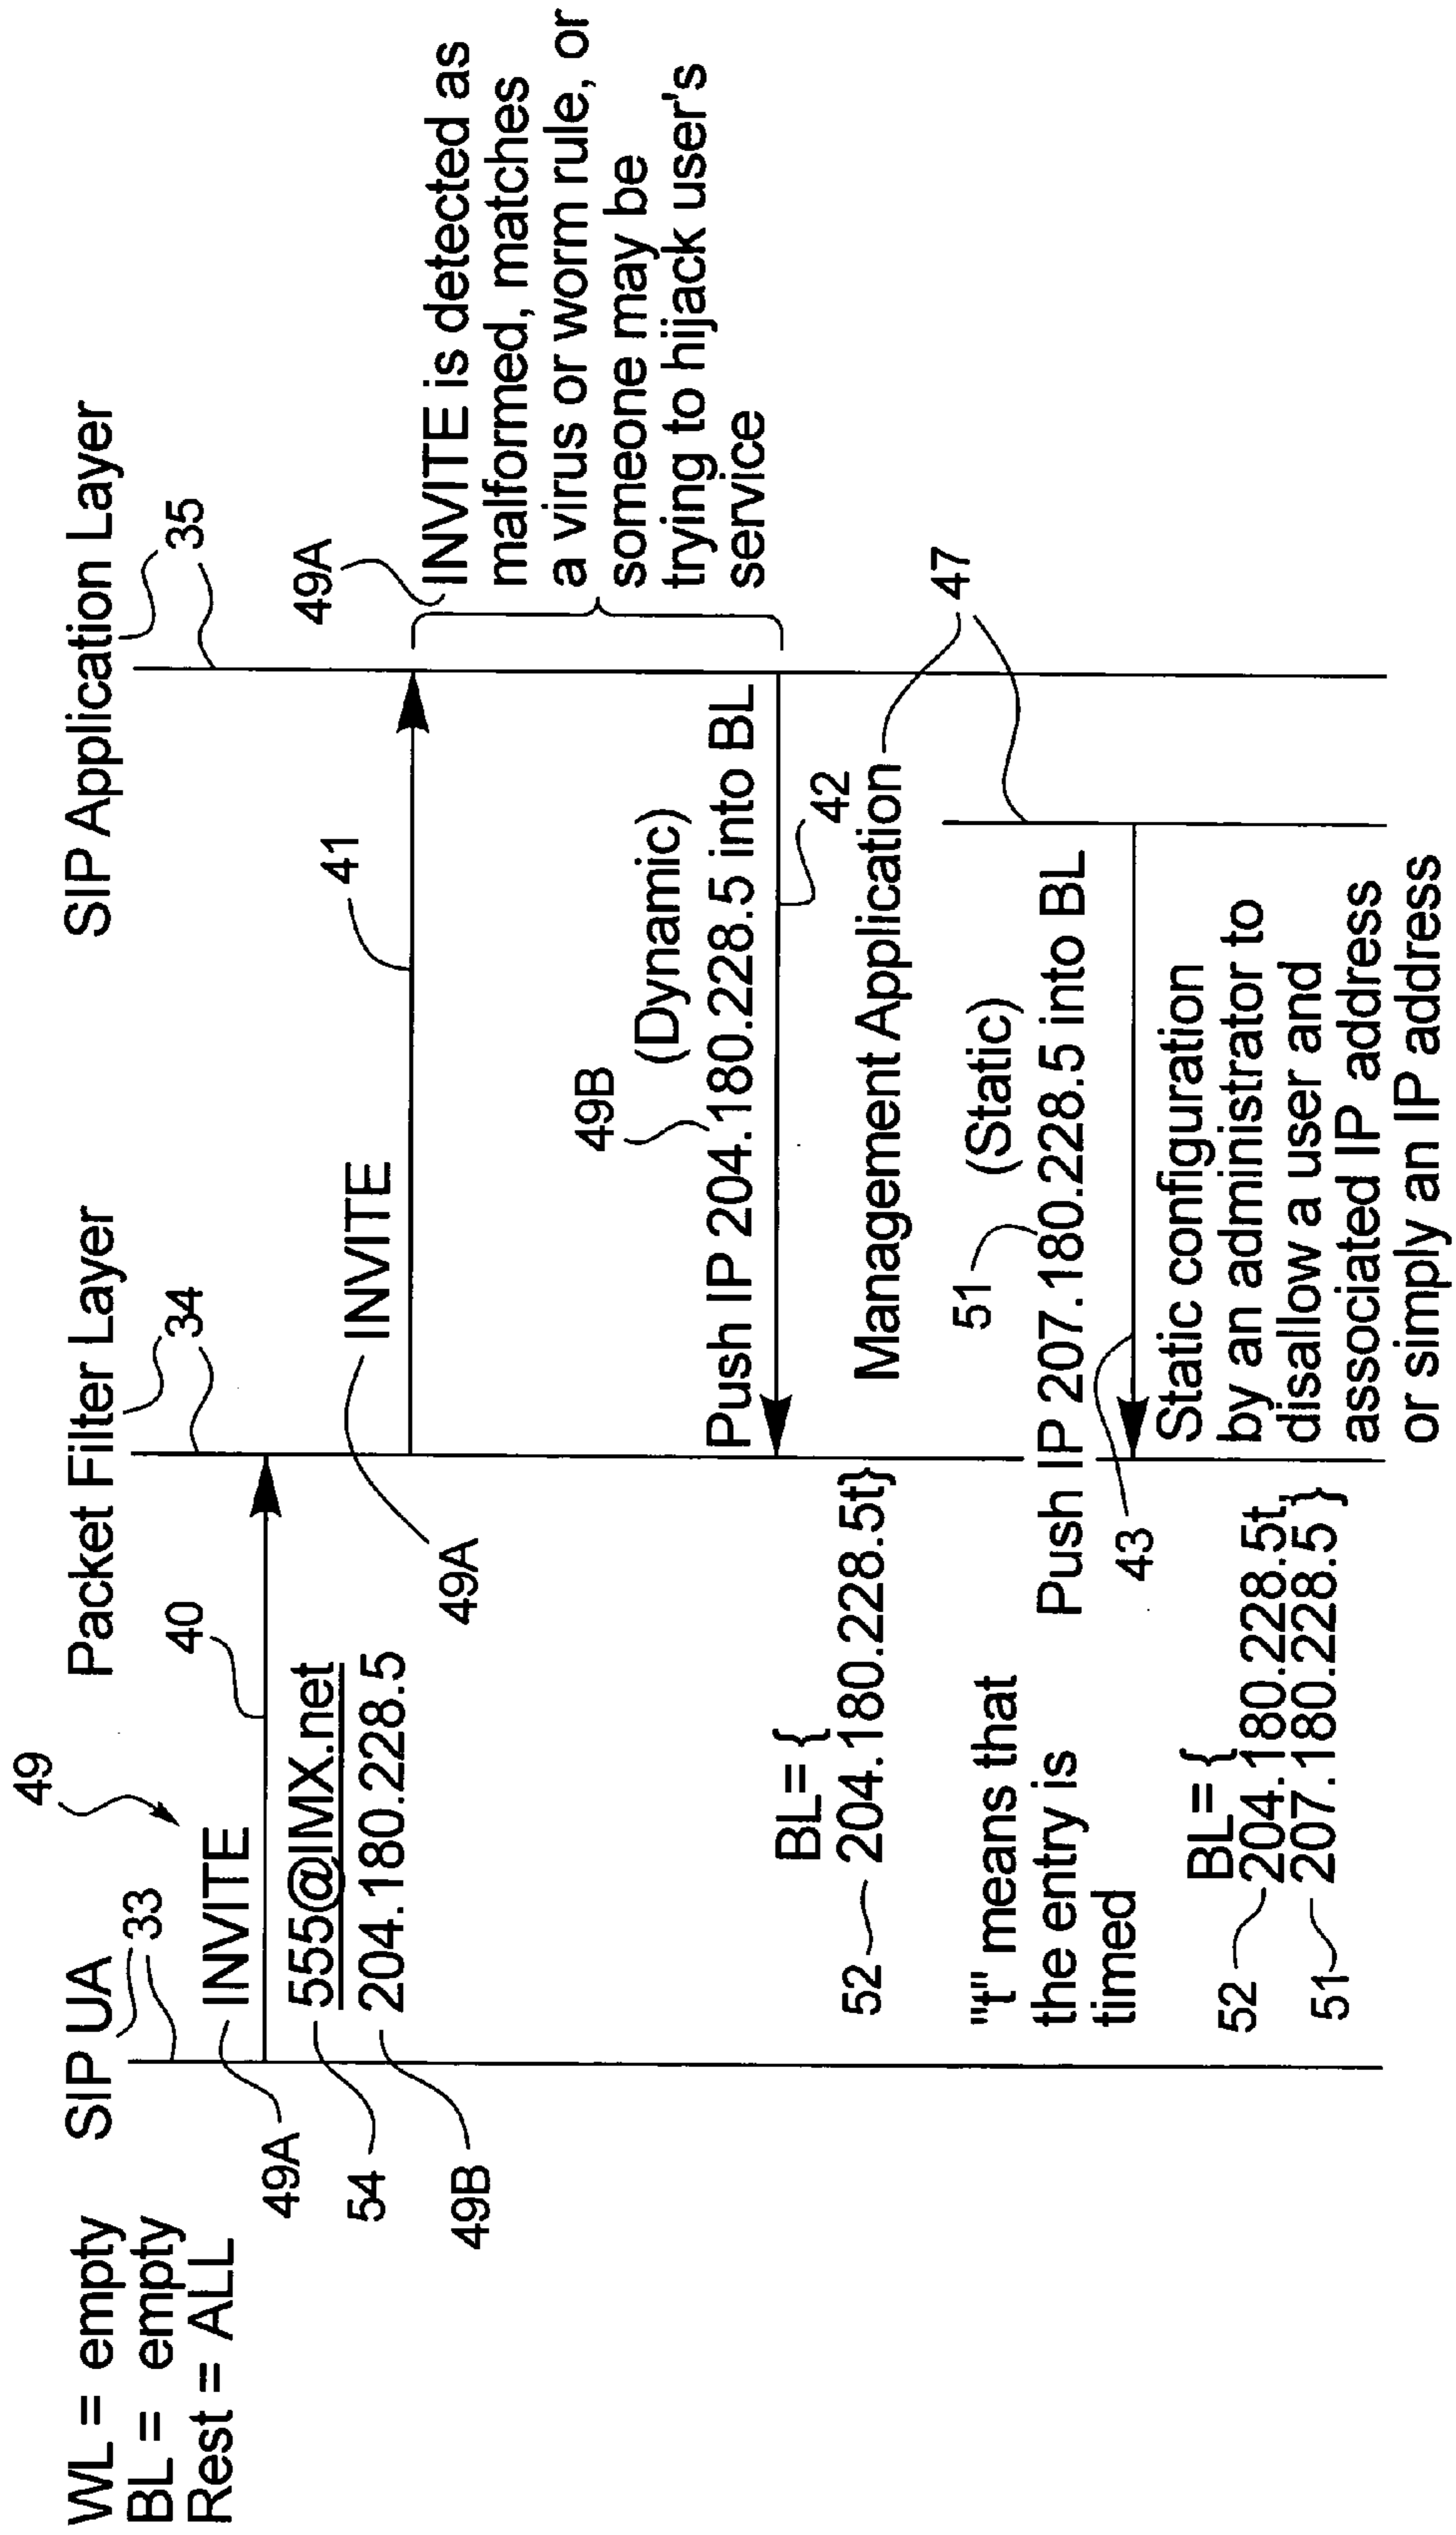 WL = empty
BL = empty
Rest = ALL
SIP UA
33
Packet Filter Layer
34
SIP Application Layer
35
49
INVITE
49A
40
555@IMX.net
54
204.180.228.5
49B
INVITE
49A
41
49A
INVITE is detected as
malformed, matches
a virus or worm rule, or
someone may be
trying to hijack user's
service
49B
(Dynamic)
Push IP 204.180.228.5 into BL
42
BL= {
52
204.180.228.5t}
Management Application
47
"t" means that
the entry is
timed
51
(Static)
Push IP 207.180.228.5 into BL
43
Static configuration
by an administrator to
disallow a user and
associated IP address
or simply an IP address
BL= {
52
204.180.228.5t,
51
207.180.228.5 }